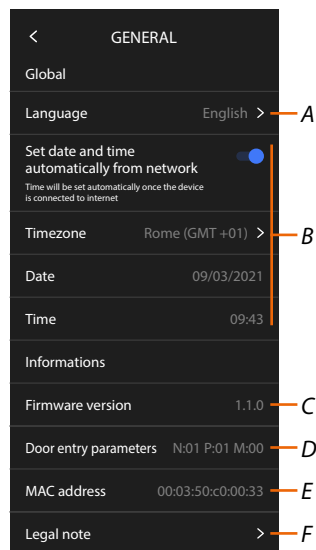 < GENERAL
Global
Language English > A
Set date and time
automatically from network
Time will be set automatically once the device
is connected to internet
B
Timezone Rome (GMT +01) >
Date 09/03/2021
Time 09:43
Informations
Firmware version 1.1.0 C
Door entry parameters N:01 P:01 M:00 D
MAC address 00:03:50:c0:00:33 E
Legal note > F